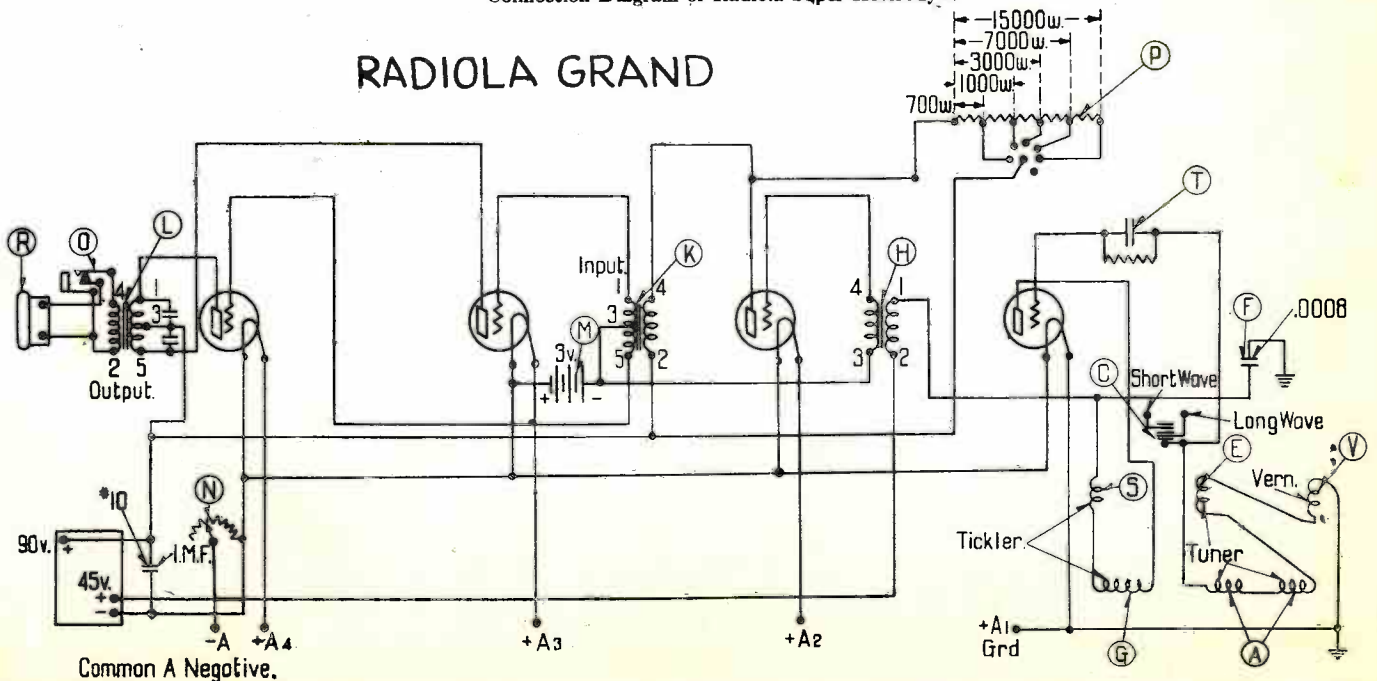 RADIOLA GRAND
15000w.
7000w.
3000w.
1000w.
700w.
P
T
R
O
L
K
H
Input.
1
4
4
1
4
1
3
3
M
F
.0008
3v.
+
-
5
2
3
2
2
5
Output.
C
Short Wave
Long Wave
E
V
Vern.
S
*10
N
Tickler.
Tuner
90v.
+
1.M.F.
45v.
+
-
-A
+A4
+A3
+A2
+A1
Grd
G
A
Common A Negative.